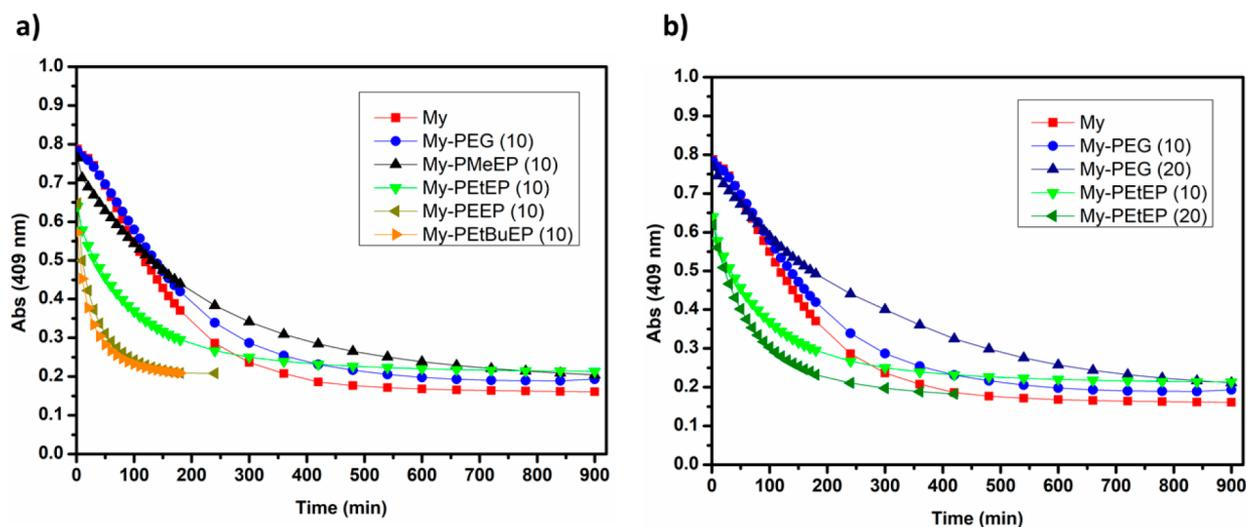 a)
Abs (409 nm)
1.0
0.9
0.8
0.7
0.6
0.5
0.4
0.3
0.2
0.1
0.0
My
My-PEG (10)
My-PMeEP (10)
My-PEtEP (10)
My-PEEP (10)
My-PEtBuEP (10)
0 100 200 300 400 500 600 700 800 900
Time (min)
b)
Abs (409 nm)
1.0
0.9
0.8
0.7
0.6
0.5
0.4
0.3
0.2
0.1
0.0
My
My-PEG (10)
My-PEG (20)
My-PEtEP (10)
My-PEtEP (20)
0 100 200 300 400 500 600 700 800 900
Time (min)